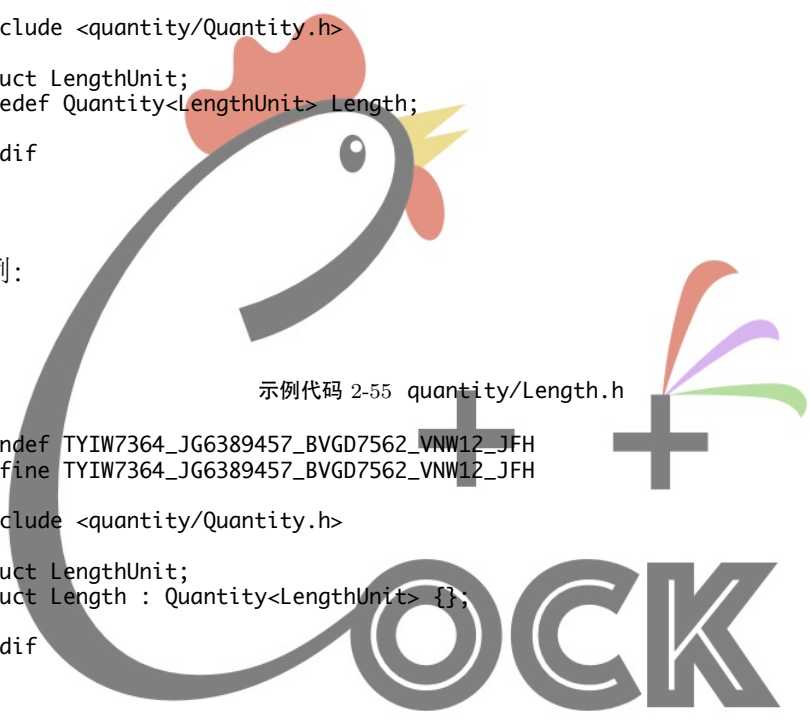 clude <quantity/Quantity.h>
uct LengthUnit;
edef Quantity<LengthUnit> Length;
dif
:
示例代码 2-55 quantity/Length.h
ndef TYIW7364_JG6389457_BVGD7562_VNW12_JFH
fine TYIW7364_JG6389457_BVGD7562_VNW12_JFH
clude <quantity/Quantity.h>
uct LengthUnit;
uct Length : Quantity<LengthUnit> {};
dif
C++
OCK